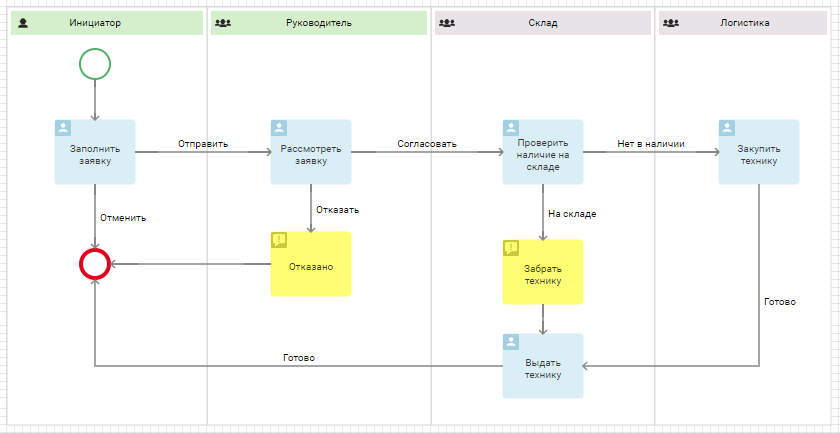 Инициатор
Руководитель
Склад
Логистика
Заполнить
заявку
Отправить
Рассмотреть
заявку
Согласовать
Проверить
наличие на
складе
Нет в наличии
Закупить
технику
Отменить
Отказать
На складе
Отказано
Забрать
технику
Готово
Готово
Выдать
технику